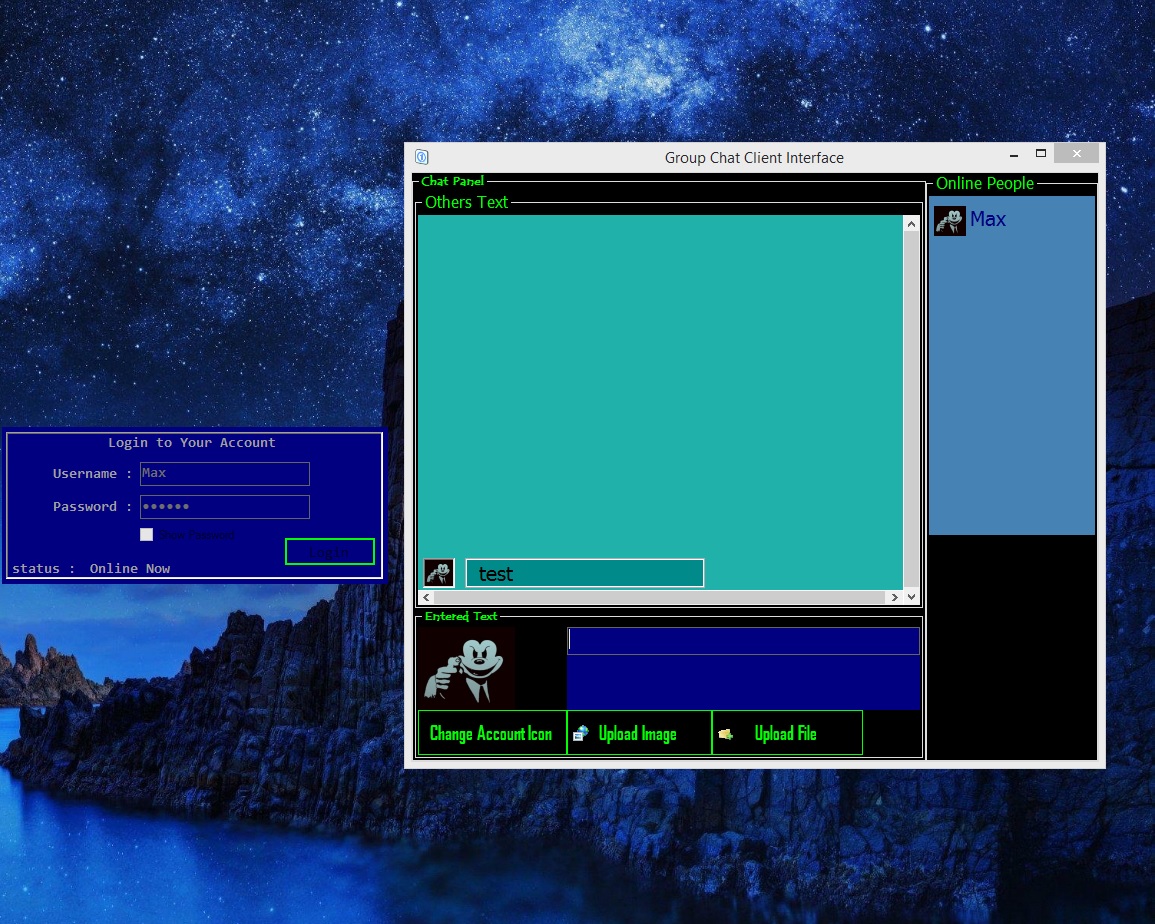 Group Chat Client Interface
Chat Panel
Online People
Others Text
Max
Login to Your Account
Username : Max
Password : ••••••
Show Password
Login
status : Online Now
test
Entered Text
Change Account Icon
Upload Image
Upload File